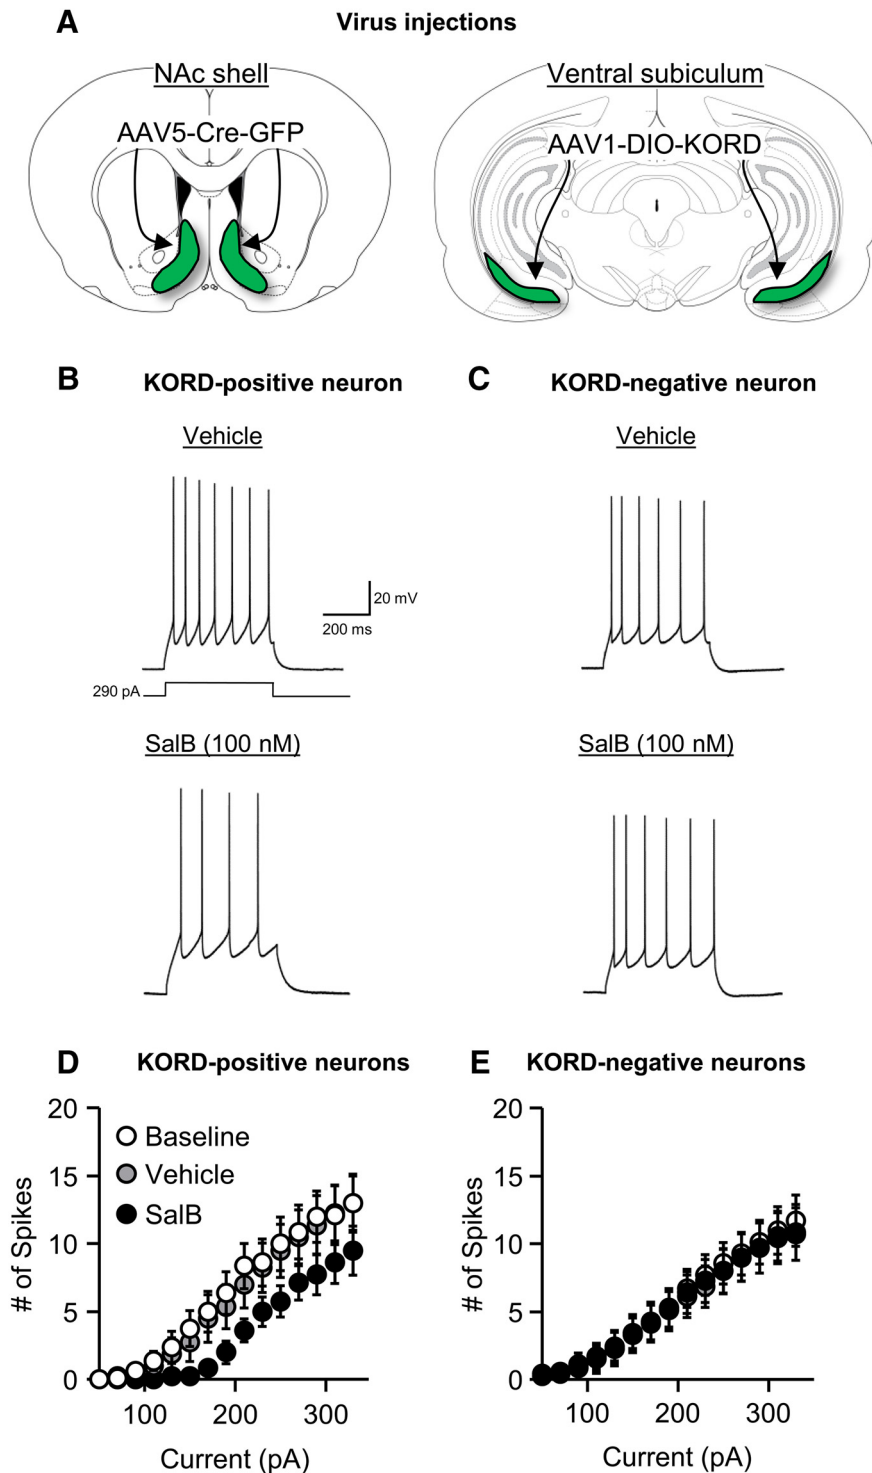 A Virus injections
NAc shell
AAV5-Cre-GFP
Ventral subiculum
AAV1-DIO-KORD
B KORD-positive neuron
Vehicle
20 mV
200 ms
290 pA
SalB (100 nM)
C KORD-negative neuron
Vehicle
SalB (100 nM)
D KORD-positive neurons
# of Spikes
20
15
10
5
0
Baseline
Vehicle
SalB
100 200 300
Current (pA)
E KORD-negative neurons
# of Spikes
20
15
10
5
0
100 200 300
Current (pA)